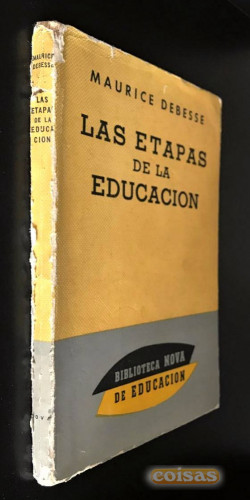 MAURICE
DEBESSE
LAS
ETAPAS
DE LA
EDUCA
CION
MAURICE DEBESSE
LAS ETAPAS
DE LA
EDUCACION
BIBLIOTECA NOVA
DE EDUCACION
coisas